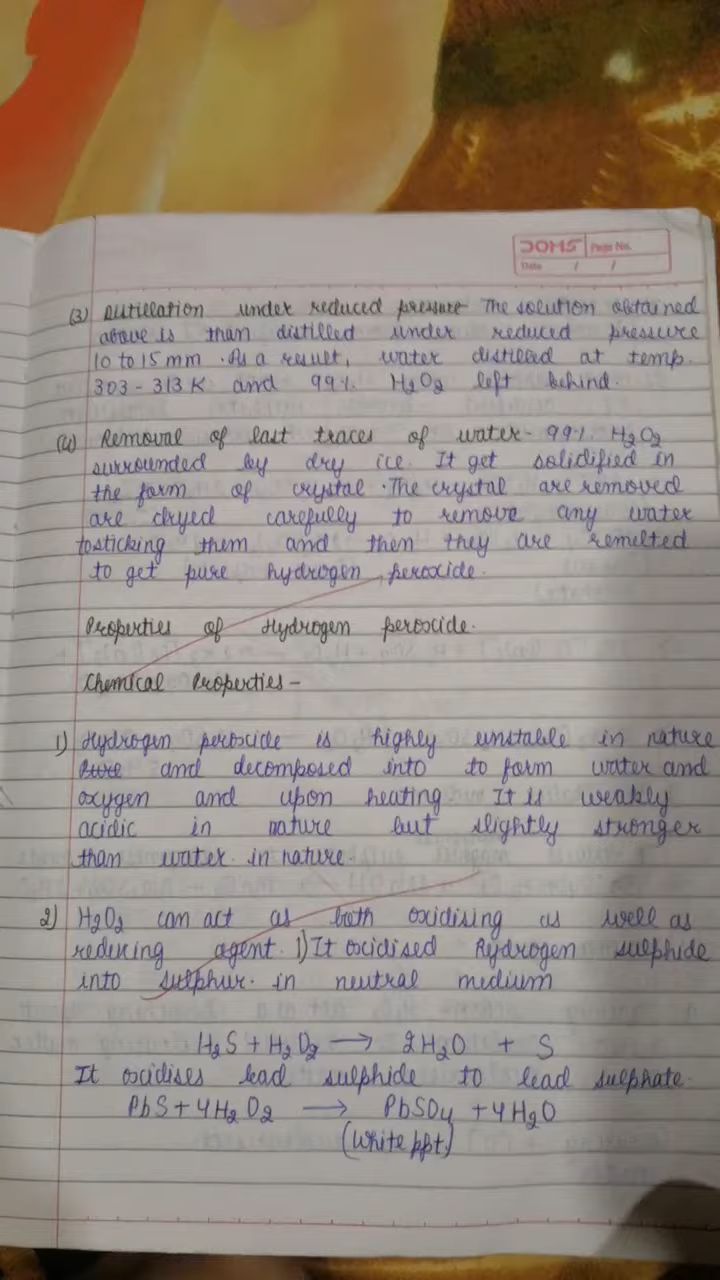 DOMS Page No.
Date / /
(3) Distillation under reduced pressure The solution obtained
above is than distilled under reduced pressure
10 to 15 mm . As a result, water distilled at temp.
303 - 313 K and 99% H₂O₂ left behind.
(4) Removal of last traces of water - 99% H₂O₂
surrounded by dry ice. It get solidified in
the form of crystal . The crystal are removed
are dryed carefully to remove any water
tosticking them and then they are remelted
to get pure hydrogen peroxide.
Properties of Hydrogen peroxide.
Chemical Properties -
1) Hydrogen peroxide is highly unstable in nature
pure and decomposed into to form water and
oxygen and upon heating. It is weakly
acidic in nature but slightly stronger
than water in nature.
2) H₂O₂ can act as both oxidising as well as
reducing agent. 1) It oxidised Hydrogen sulphide
into sulphur. in neutral medium
H₂S + H₂O₂ → 2H₂O + S
It oxidises lead sulphide to lead sulphate.
PbS + 4H₂O₂ → PbSO₄ + 4H₂O
(white ppt)